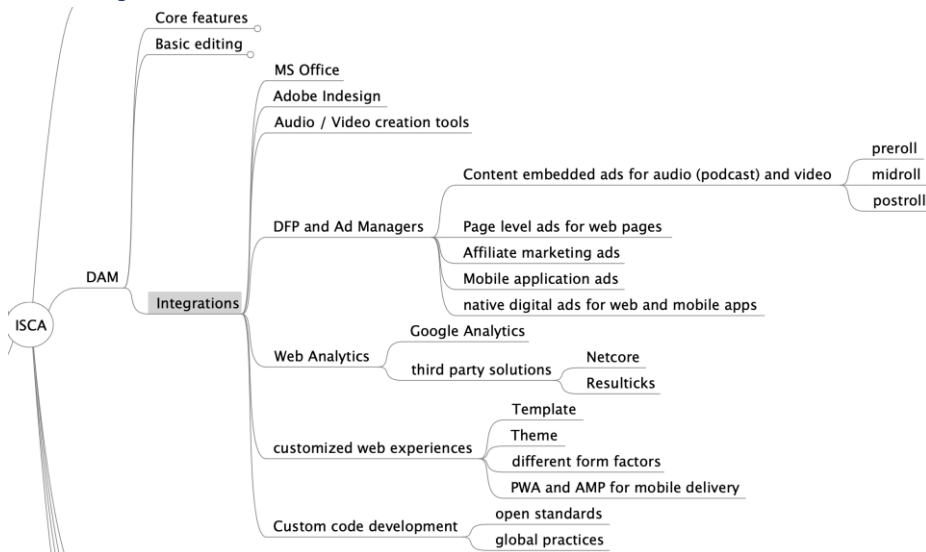 Core features
Basic editing
MS Office
Adobe Indesign
Audio / Video creation tools
preroll
Content embedded ads for audio (podcast) and video
midroll
postroll
DFP and Ad Managers
Page level ads for web pages
Affiliate marketing ads
DAM
Mobile application ads
Integrations
native digital ads for web and mobile apps
ISCA
Google Analytics
Web Analytics
third party solutions
Netcore
Resulticks
Template
Theme
customized web experiences
different form factors
PWA and AMP for mobile delivery
Custom code development
open standards
global practices